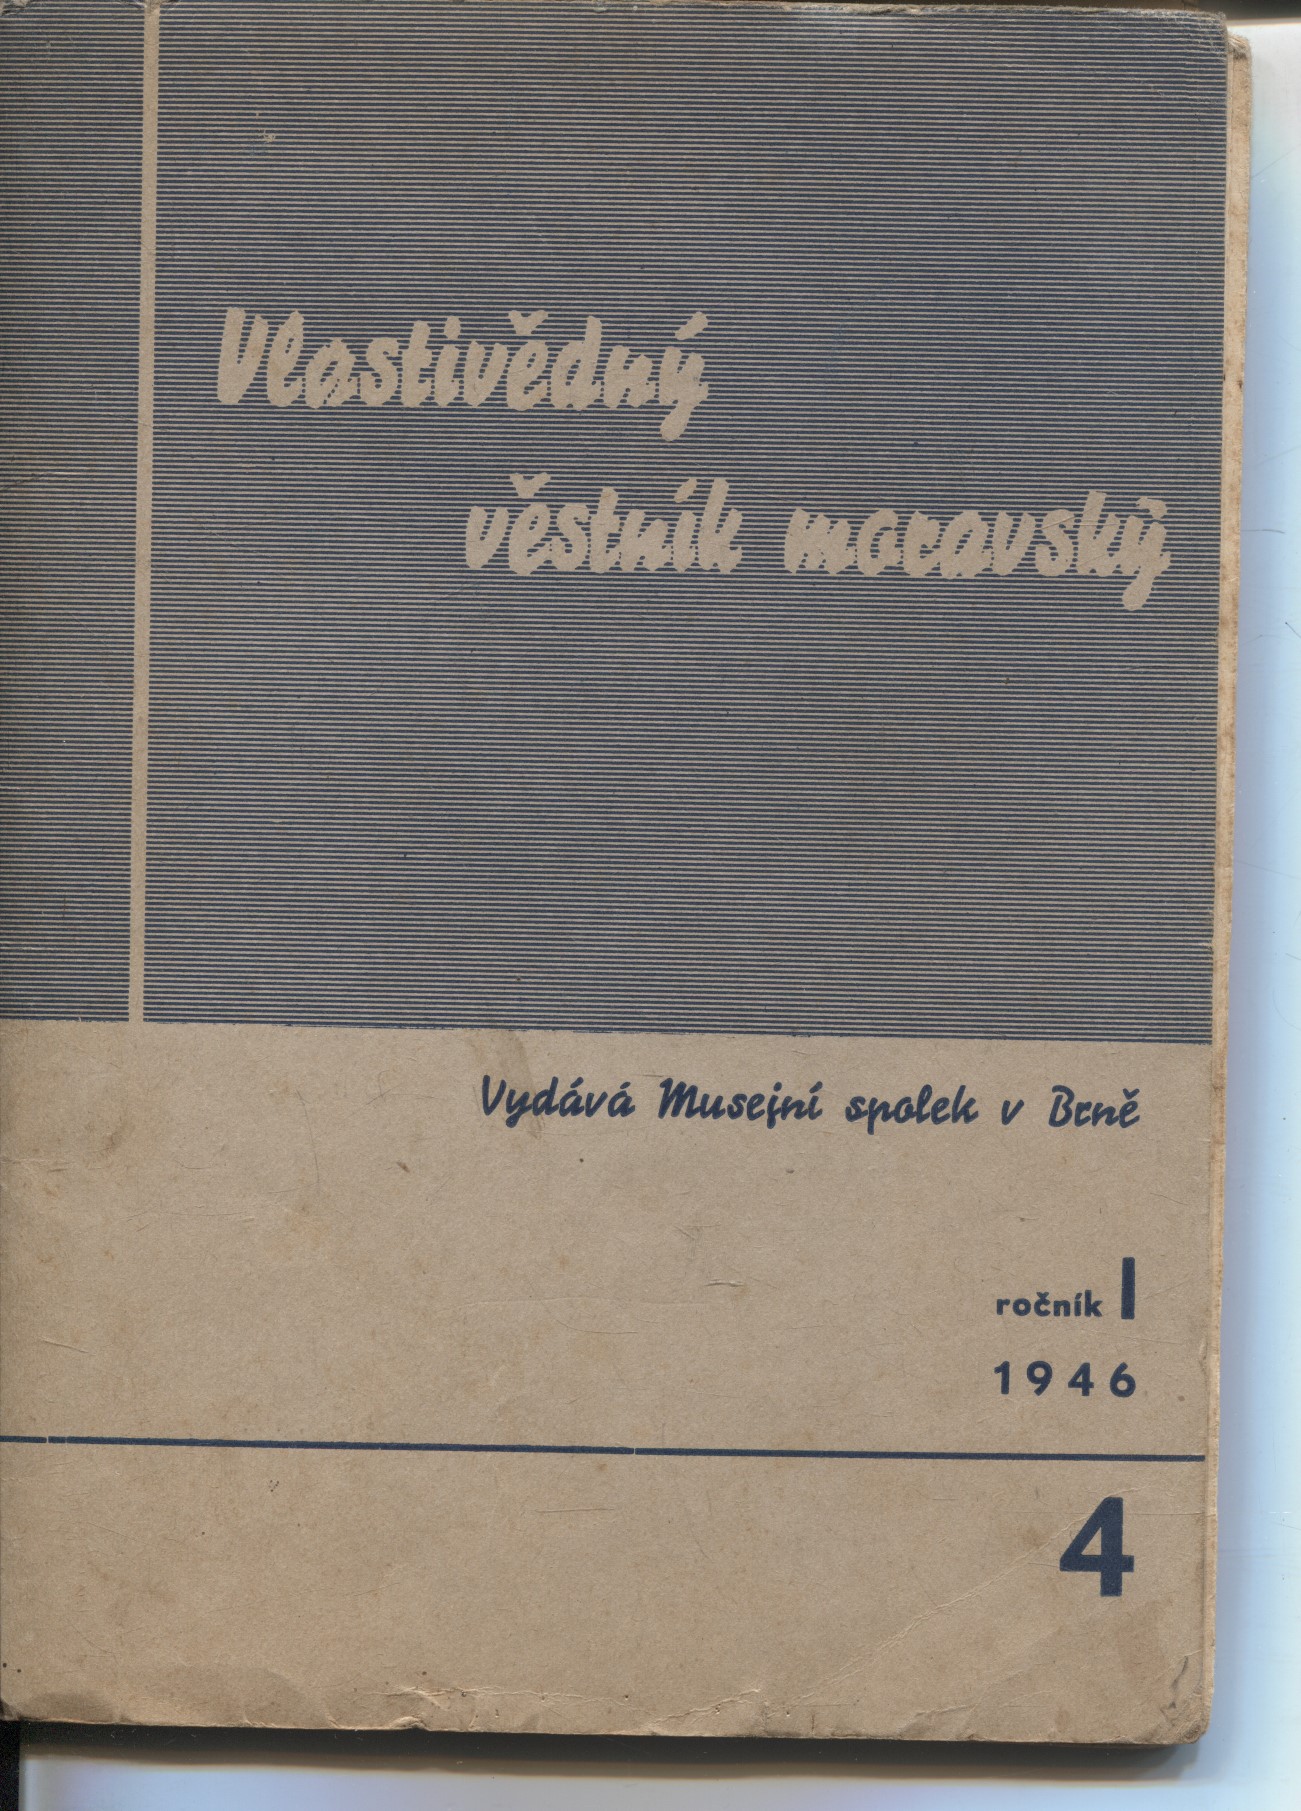 Vlastivědný
věstník moravský
Vydává Musejní spolek v Brně
ročník I
1946
4